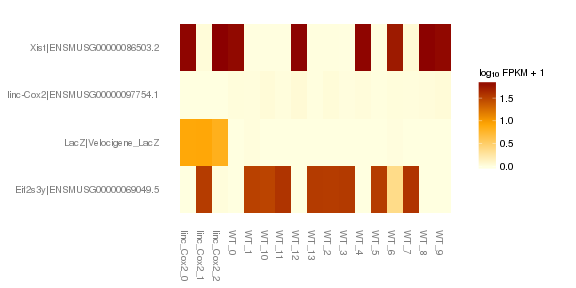 Xist|ENSMUSG00000086503.2
linc-Cox2|ENSMUSG00000097754.1
LacZ|Velocigene_LacZ
Eif2s3y|ENSMUSG00000069049.5
log10 FPKM + 1
1.5
1.0
0.5
0.0
linc_Cox2_0
linc_Cox2_1
linc_Cox2_2
WT_0
WT_1
WT_10
WT_11
WT_12
WT_13
WT_2
WT_3
WT_4
WT_5
WT_6
WT_7
WT_8
WT_9